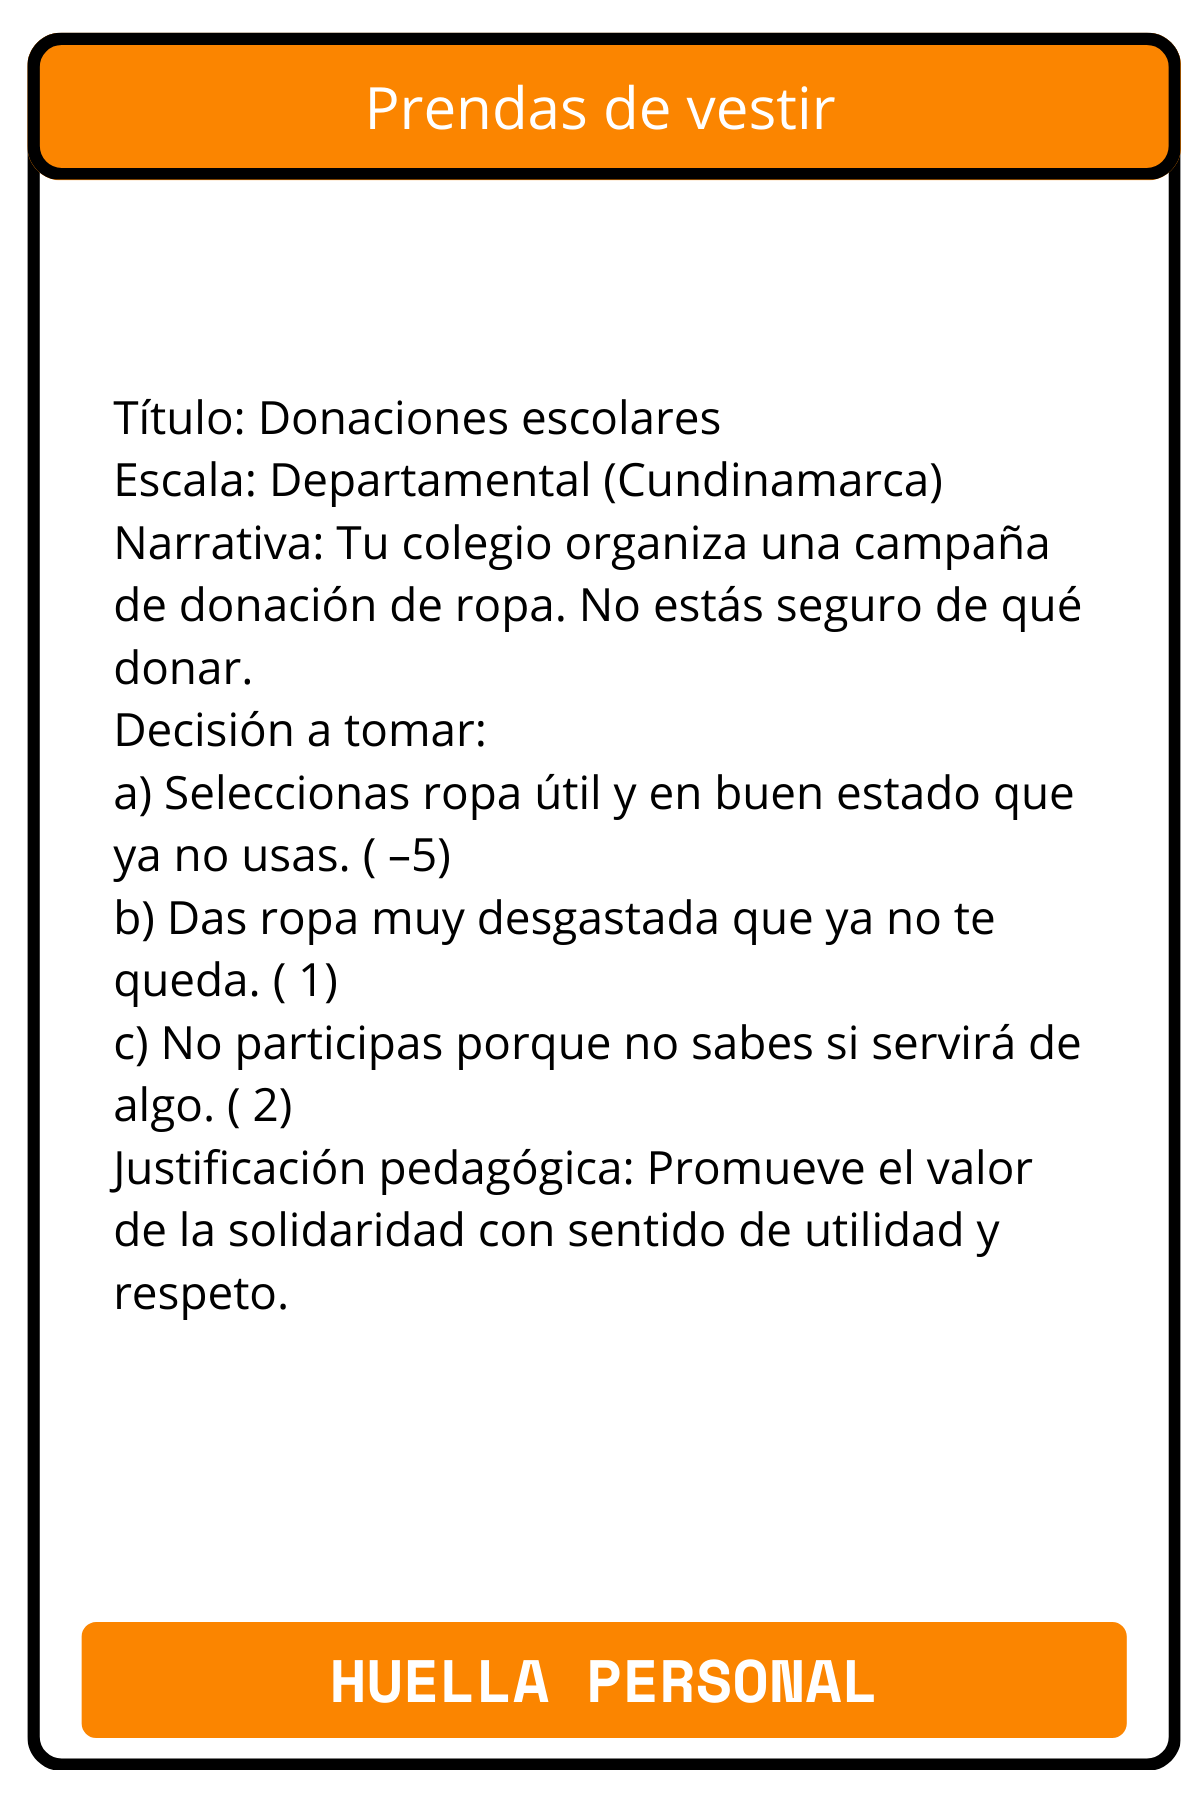 Prendas de vestir
Título: Donaciones escolares
Escala: Departamental (Cundinamarca)
Narrativa: Tu colegio organiza una campaña
de donación de ropa. No estás seguro de qué
donar.
Decisión a tomar:
a) Seleccionas ropa útil y en buen estado que
ya no usas. ( –5)
b) Das ropa muy desgastada que ya no te
queda. ( 1)
c) No participas porque no sabes si servirá de
algo. ( 2)
Justificación pedagógica: Promueve el valor
de la solidaridad con sentido de utilidad y
respeto.
HUELLA PERSONAL